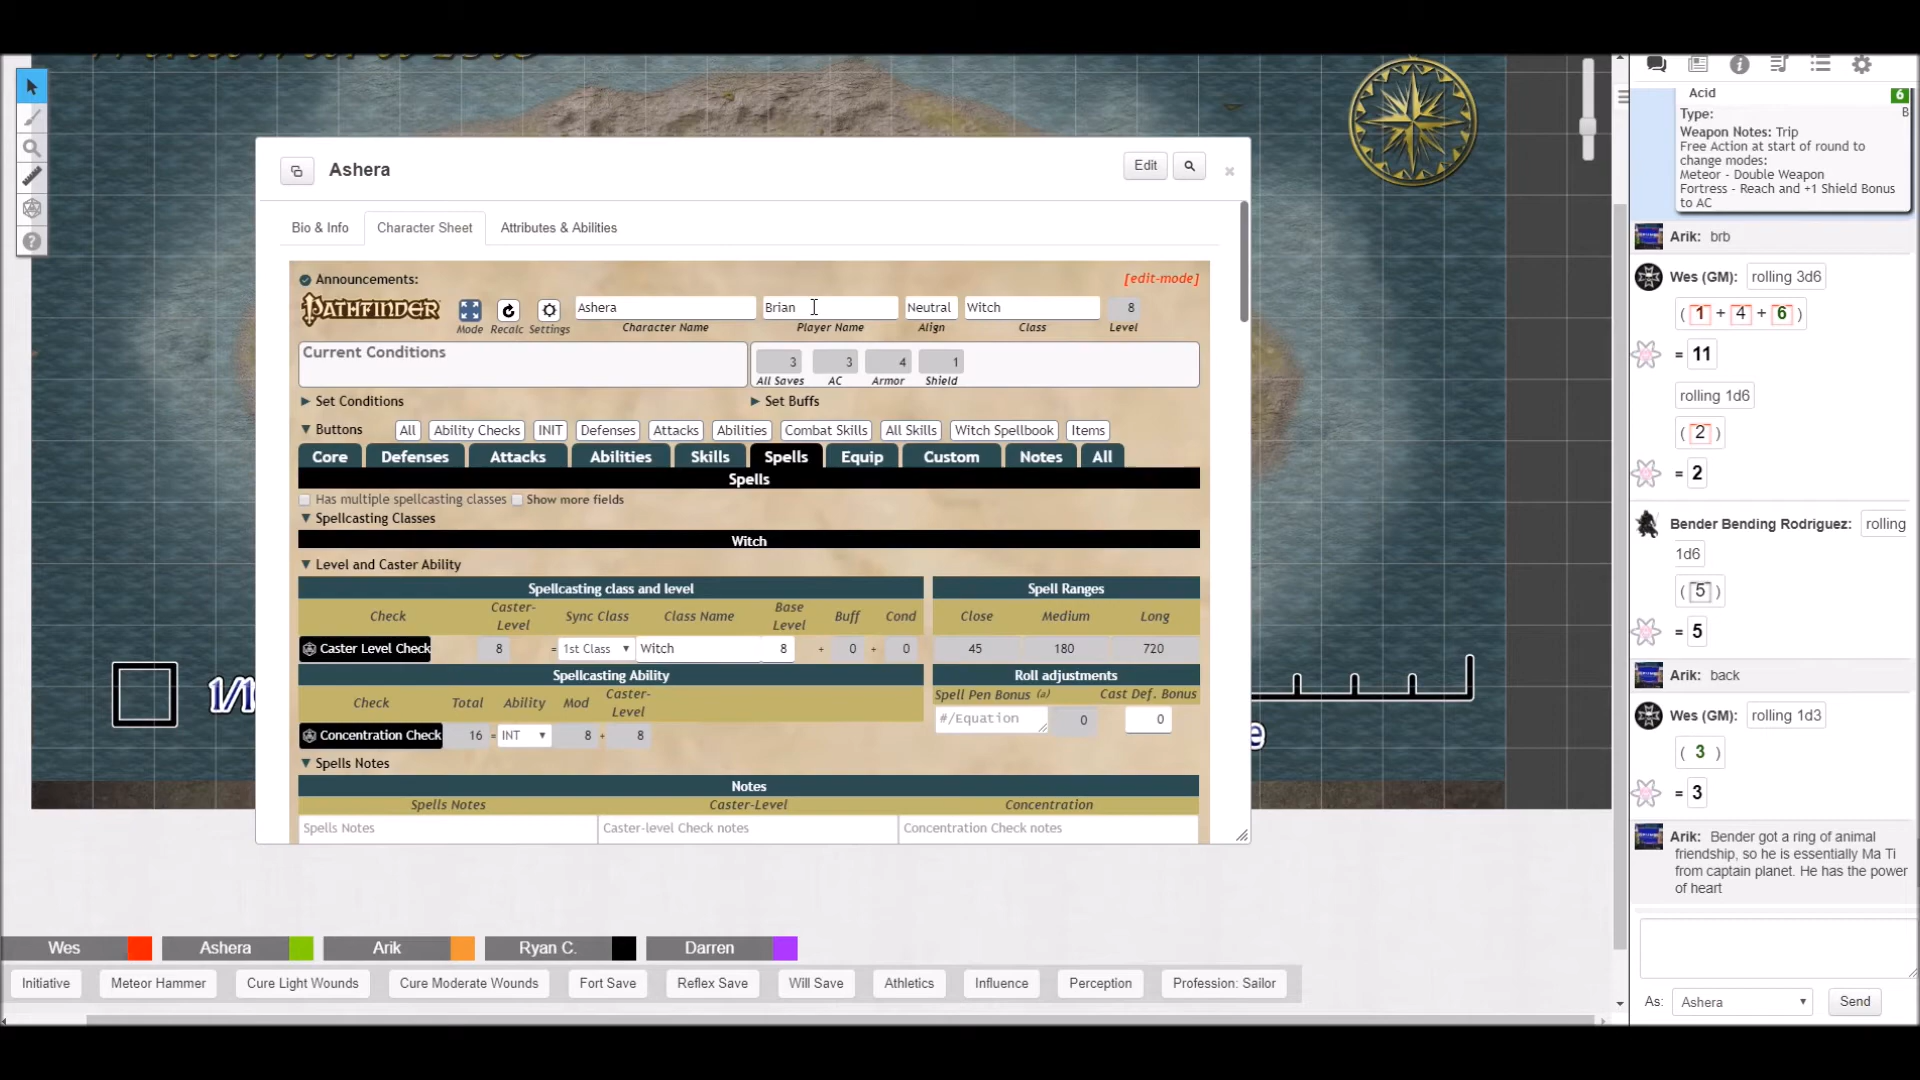 Ashera
Edit
Bio & Info
Character Sheet
Attributes & Abilities
Announcements:
[edit-mode]
PATHFINDER
Mode
Recalc
Settings
Ashera
Character Name
Brian
Player Name
Neutral
Align
Witch
Class
8
Level
Current Conditions
3
All Saves
3
AC
4
Armor
1
Shield
Set Conditions
Set Buffs
Buttons
All
Ability Checks
INIT
Defenses
Attacks
Abilities
Combat Skills
All Skills
Witch Spellbook
Items
Core
Defenses
Attacks
Abilities
Skills
Spells
Equip
Custom
Notes
All
Spells
Has multiple spellcasting classes
Show more fields
Spellcasting Classes
Witch
Level and Caster Ability
Spellcasting class and level
Check
Caster-
Level
Sync Class
Class Name
Base
Level
Buff
Cond
Caster Level Check
8
=
1st Class
Witch
8
+
0
+
0
Spell Ranges
Close
Medium
Long
45
180
720
Spellcasting Ability
Check
Total
Ability
Mod
Caster-
Level
Concentration Check
16
=
INT
8
+
8
Roll adjustments
Spell Pen Bonus (a)
Cast Def. Bonus
#/Equation
0
0
Spells Notes
Notes
Spells Notes
Caster-Level
Concentration
Spells Notes
Caster-level Check notes
Concentration Check notes
Acid
6
Type:
B
Weapon Notes: Trip
Free Action at start of round to
change modes:
Meteor - Double Weapon
Fortress - Reach and +1 Shield Bonus
to AC
Arik: brb
Wes (GM): rolling 3d6
( 1 + 4 + 6 )
= 11
rolling 1d6
( 2 )
= 2
Bender Bending Rodriguez: rolling
1d6
( 5 )
= 5
Arik: back
Wes (GM): rolling 1d3
( 3 )
= 3
Arik: Bender got a ring of animal
friendship, so he is essentially Ma Ti
from captain planet. He has the power
of heart
As:
Ashera
Send
Wes
Ashera
Arik
Ryan C.
Darren
Initiative
Meteor Hammer
Cure Light Wounds
Cure Moderate Wounds
Fort Save
Reflex Save
Will Save
Athletics
Influence
Perception
Profession: Sailor